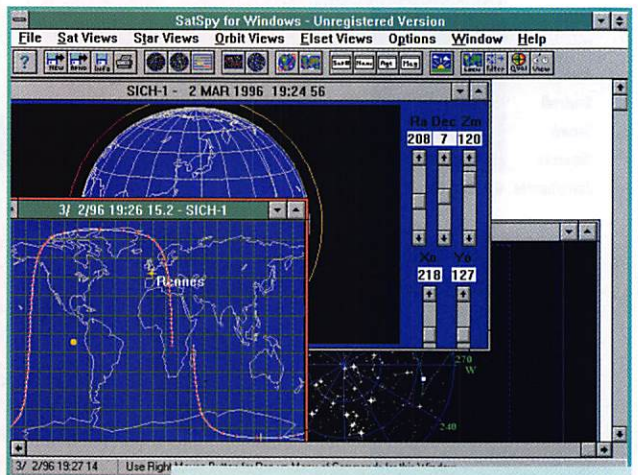 SatSpy for Windows - Unregistered Version
File Sat Views Star Views Orbit Views Elset Views Options Window Help
SICH-1 - 2 MAR 1996 19:24 56
Ra Dec Zm
208 7 120
3/ 2/96 19:26 15.2 - SICH-1
Xo Yo
218 127
Rennes
270
W
240
3/ 2/96 19:27 14 Use Right Mouse Button for Pop-up Menu of Commands for this Window